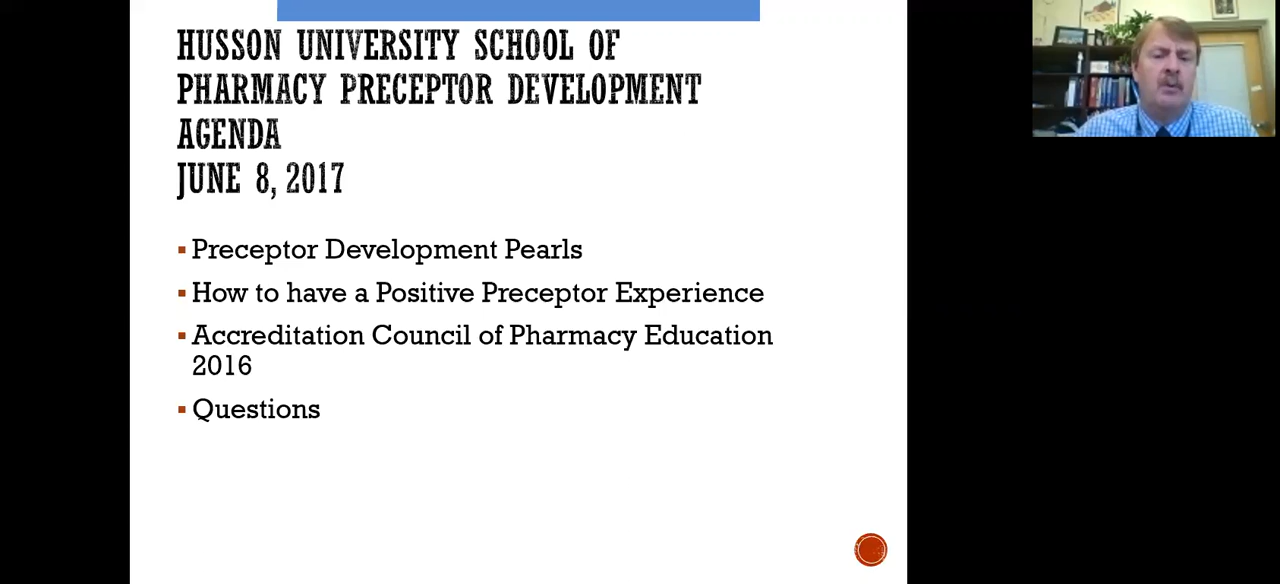 HUSSON UNIVERSITY SCHOOL OF
PHARMACY PRECEPTOR DEVELOPMENT
AGENDA
JUNE 8, 2017
▪ Preceptor Development Pearls
▪ How to have a Positive Preceptor Experience
▪ Accreditation Council of Pharmacy Education
2016
▪ Questions